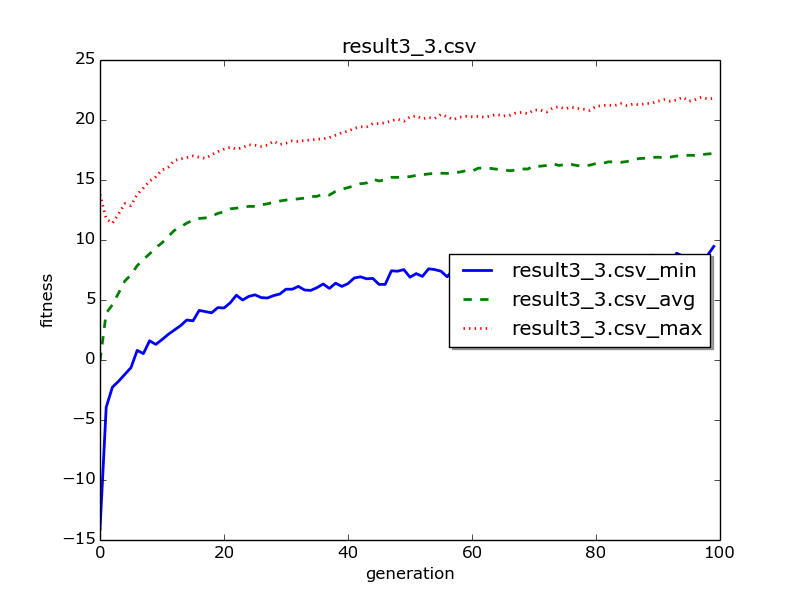 result3_3.csv
25
20
15
10
5
0
−5
−10
−15
fitness
result3_3.csv_min
result3_3.csv_avg
result3_3.csv_max
0 20 40 60 80 100
generation